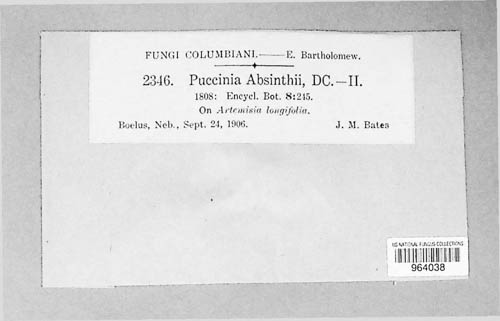 FUNGI COLUMBIANI.——E. Bartholomew.
2346. Puccinia Absinthii, DC.—II.
1808: Encycl. Bot. 8:245.
On Artemisia longifolia.
Boelus, Neb., Sept. 24, 1906. J. M. Bates
US NATIONAL FUNGUS COLLECTIONS
964038